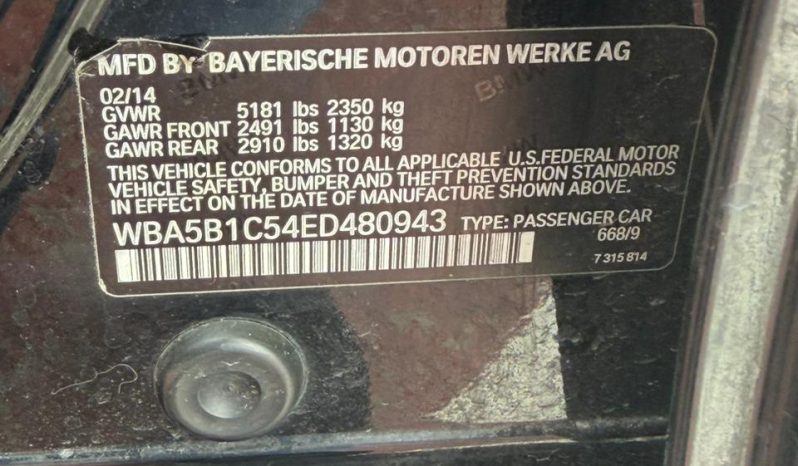 MFD BY BAYERISCHE MOTOREN WERKE AG
02/14
GVWR 5181 lbs 2350 kg
GAWR FRONT 2491 lbs 1130 kg
GAWR REAR 2910 lbs 1320 kg
THIS VEHICLE CONFORMS TO ALL APPLICABLE U.S.FEDERAL MOTOR
VEHICLE SAFETY, BUMPER AND THEFT PREVENTION STANDARDS
IN EFFECT ON THE DATE OF MANUFACTURE SHOWN ABOVE.
WBA5B1C54ED480943 TYPE: PASSENGER CAR
668/9
7 315 814